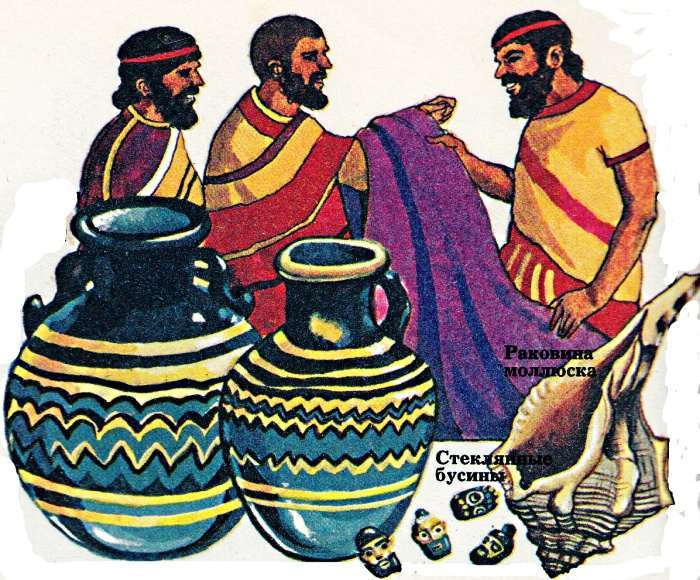 Раковина
моллюска
Стеклянные
бусины